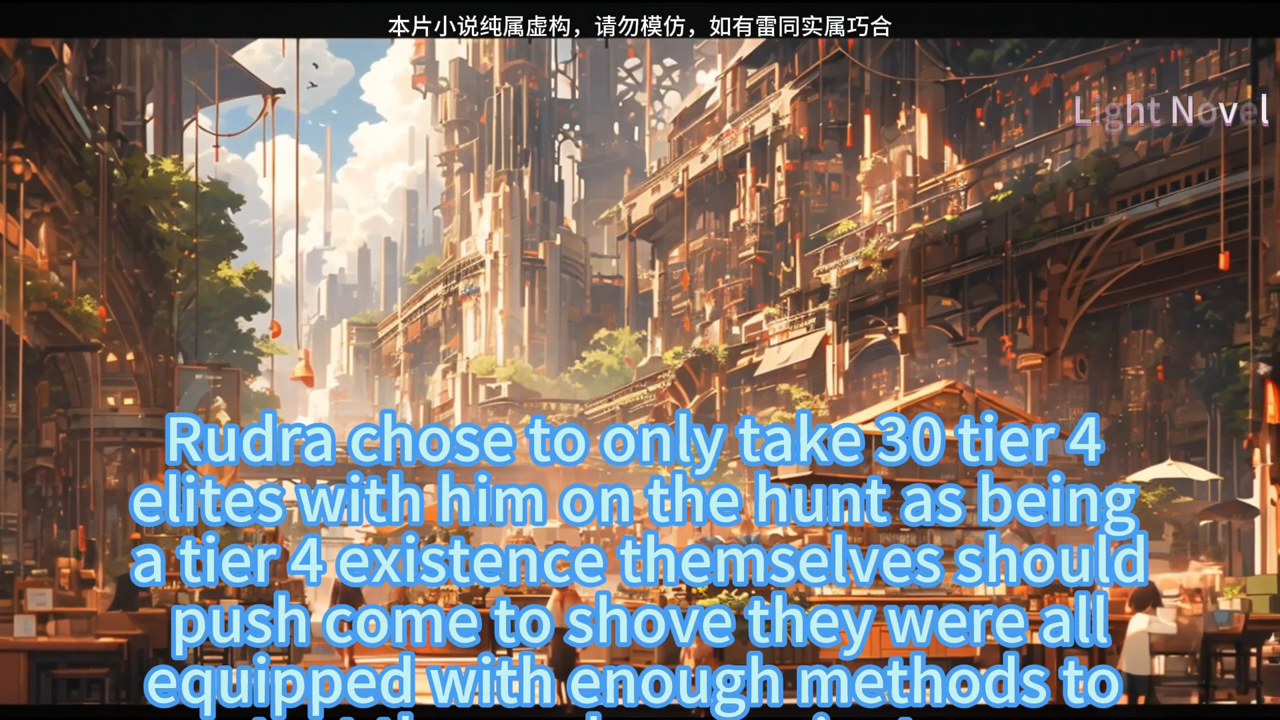 本片小说纯属虚构，请勿模仿，如有雷同实属巧合
Light Novel
Rudra chose to only take 30 tier 4
elites with him on the hunt as being
a tier 4 existence themselves should
push come to shove they were all
equipped with enough methods to